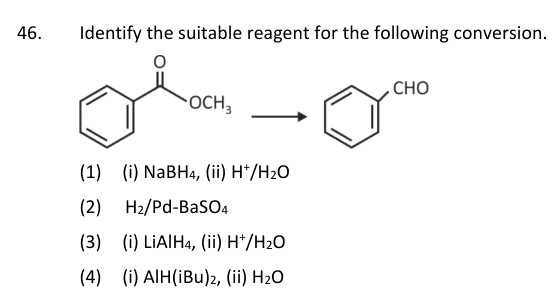 46. Identify the suitable reagent for the following conversion.
O
OCH₃
CHO
(1) (i) NaBH₄, (ii) H⁺/H₂O
(2) H₂/Pd-BaSO₄
(3) (i) LiAlH₄, (ii) H⁺/H₂O
(4) (i) AlH(iBu)₂, (ii) H₂O